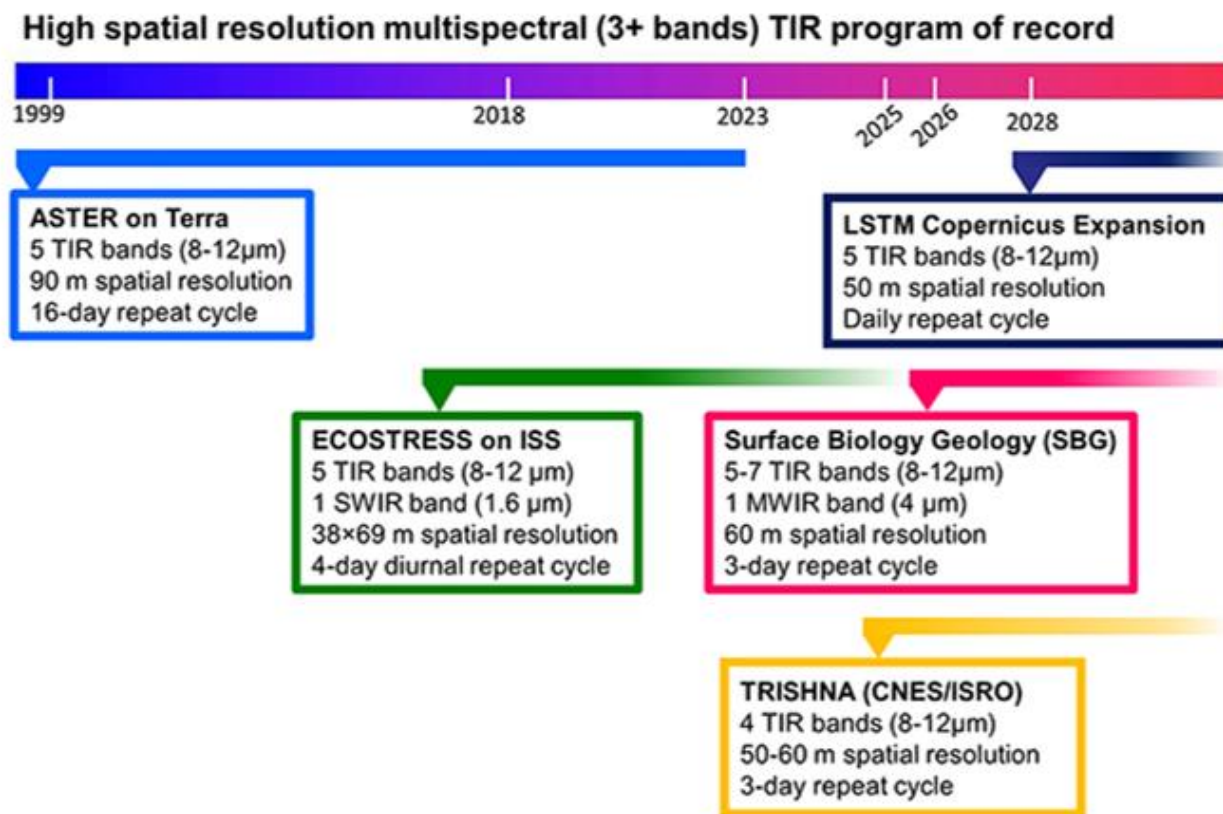 High spatial resolution multispectral (3+ bands) TIR program of record
1999 2018 2023 2025 2026 2028
ASTER on Terra
5 TIR bands (8-12µm)
90 m spatial resolution
16-day repeat cycle
LSTM Copernicus Expansion
5 TIR bands (8-12µm)
50 m spatial resolution
Daily repeat cycle
ECOSTRESS on ISS
5 TIR bands (8-12 µm)
1 SWIR band (1.6 µm)
38×69 m spatial resolution
4-day diurnal repeat cycle
Surface Biology Geology (SBG)
5-7 TIR bands (8-12µm)
1 MWIR band (4 µm)
60 m spatial resolution
3-day repeat cycle
TRISHNA (CNES/ISRO)
4 TIR bands (8-12µm)
50-60 m spatial resolution
3-day repeat cycle